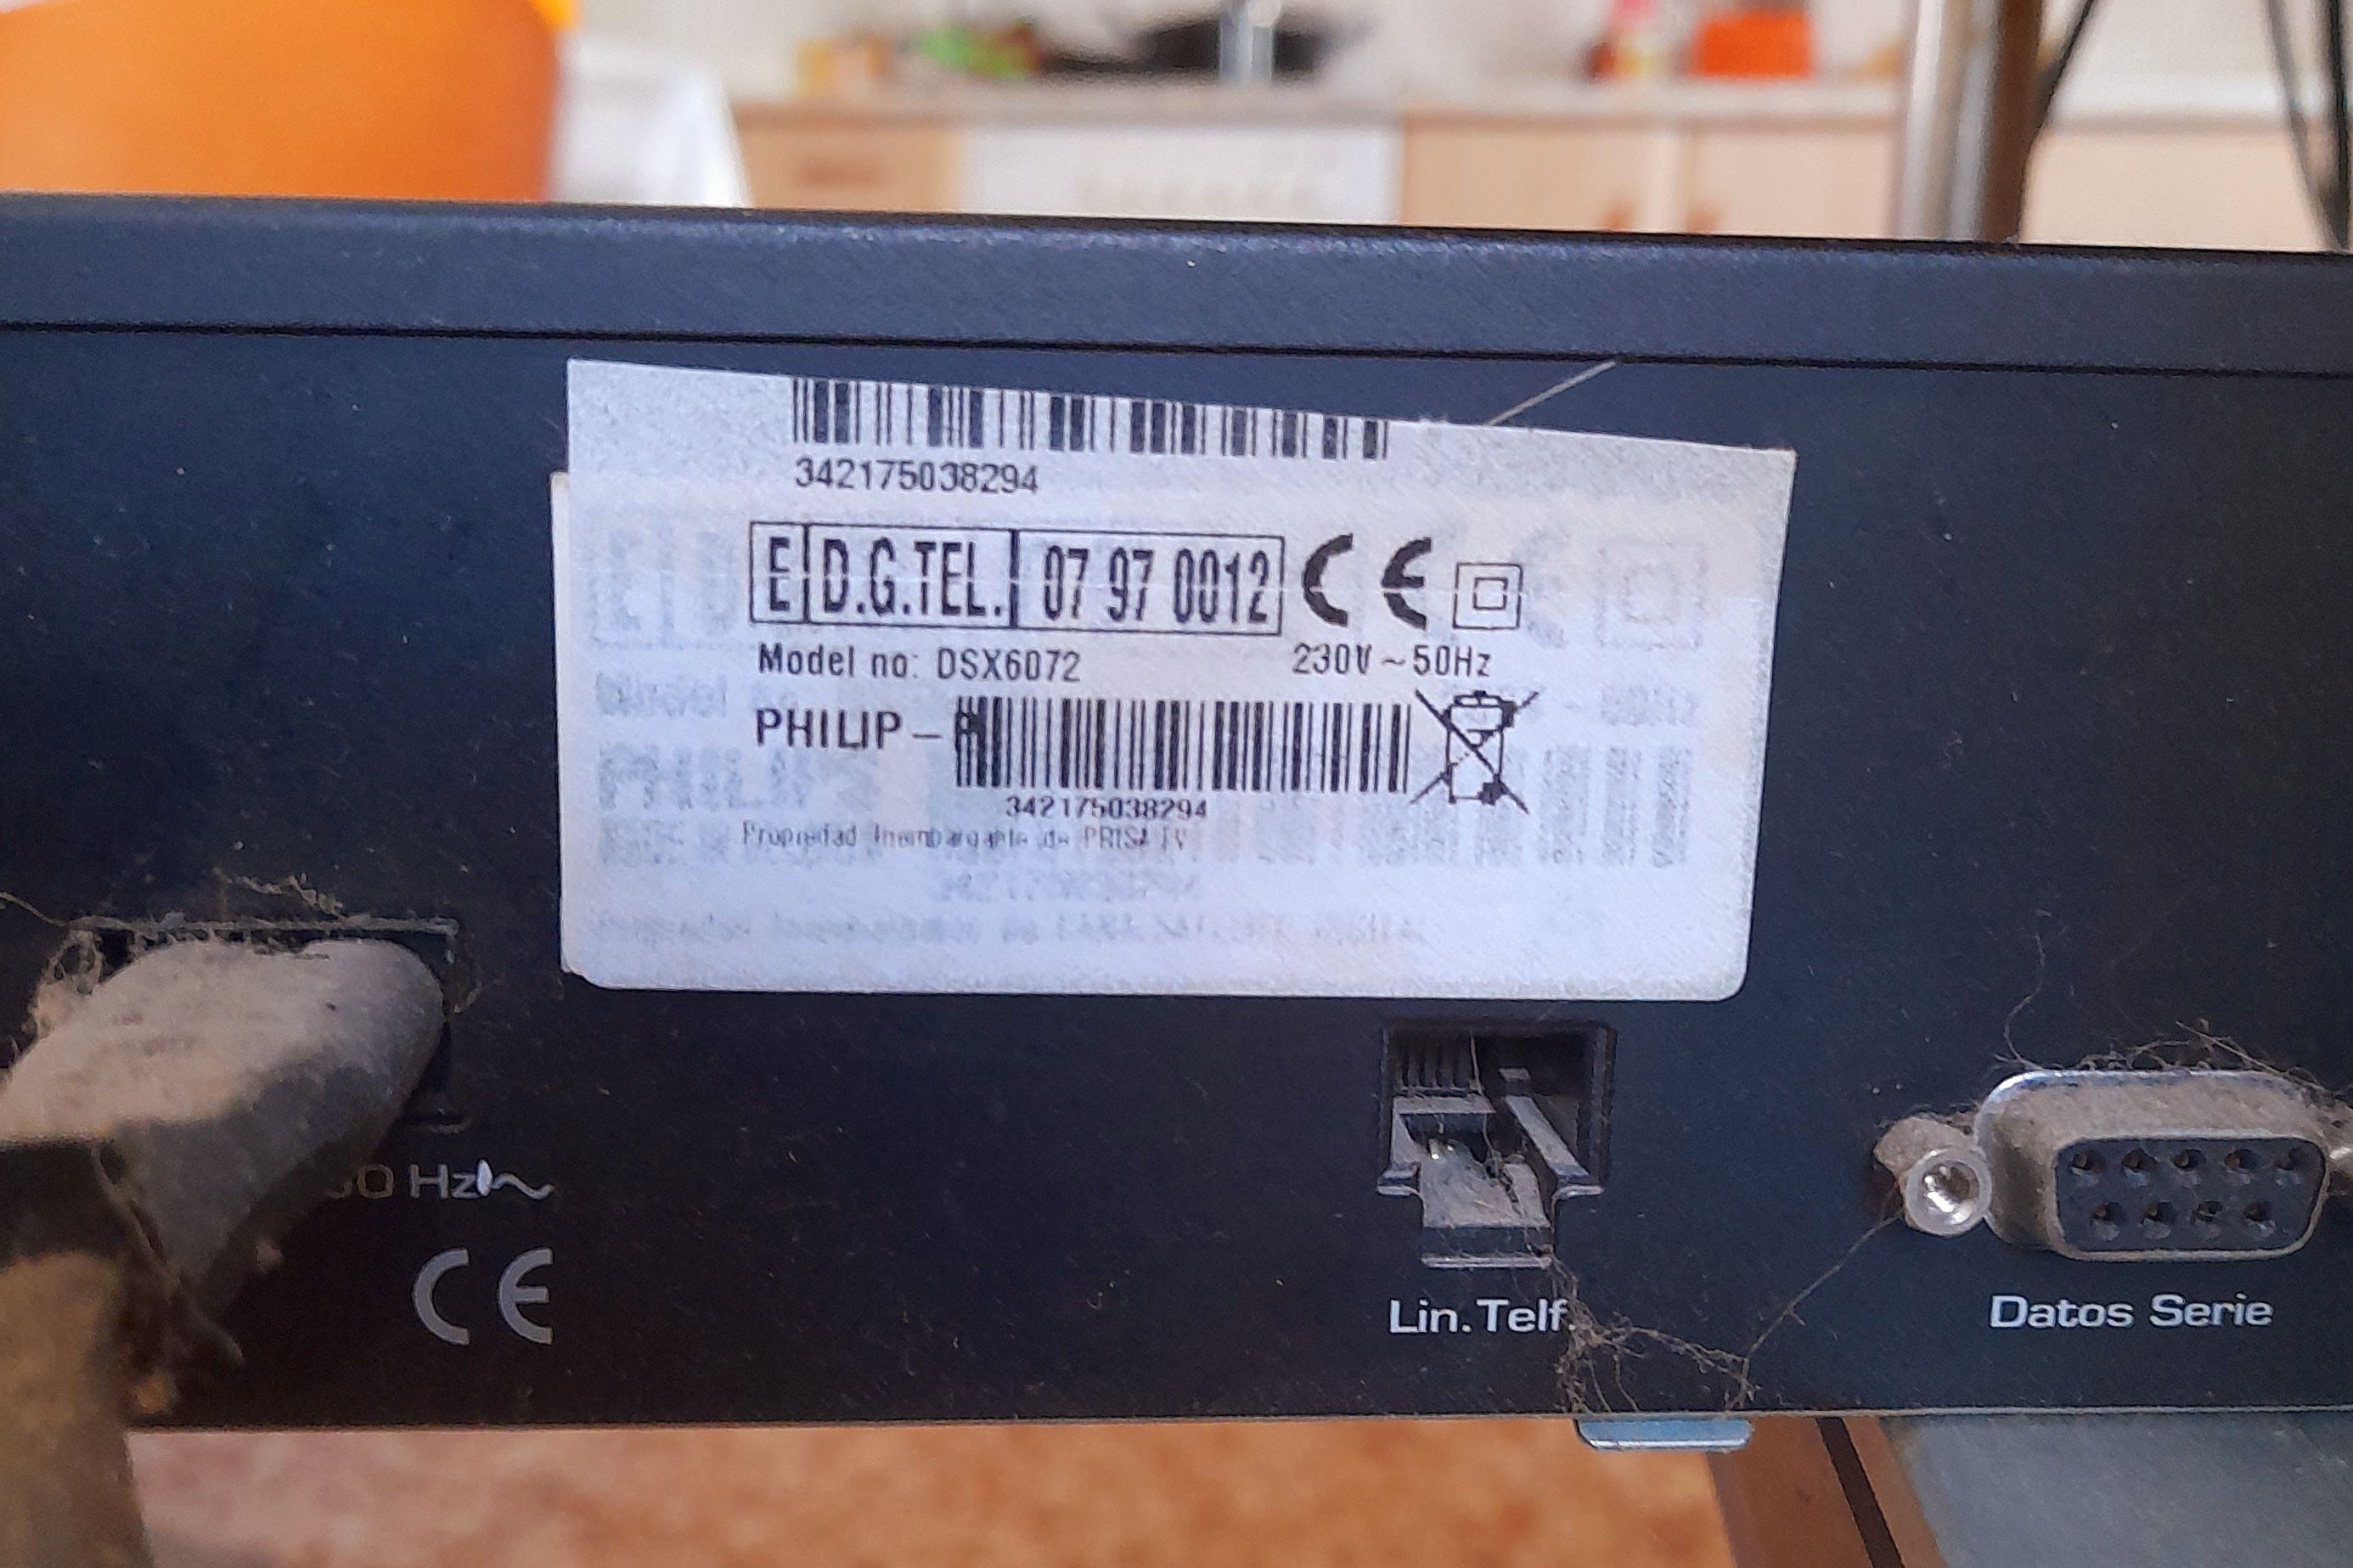 342175038294
E D.G.TEL. 07 97 0012 CE
Model no: DSX6072 230V ~ 50Hz
PHILIP - R
342175038294
Propiedad Inembargable de PRISA TV
0 Hz ~
CE
Lin.Telf.
Datos Serie